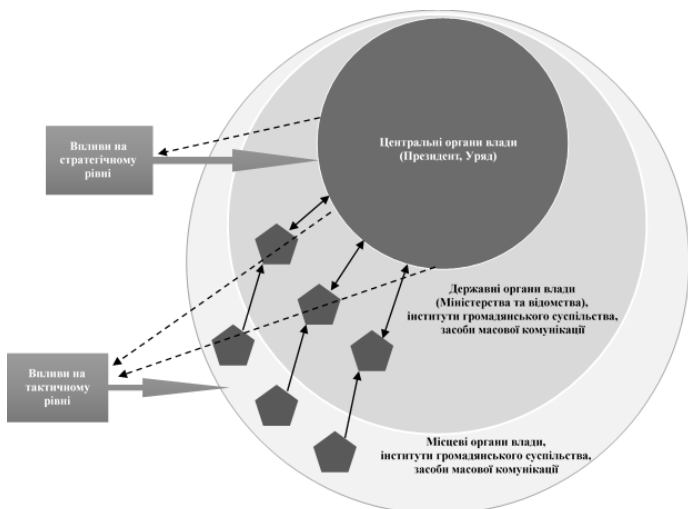 Центральні органи влади
(Президент, Уряд)
Впливи на
стратегічному
рівні
Державні органи влади
(Міністерства та відомства),
інститути громадянського суспільства,
засоби масової комунікації
Впливи на
тактичному
рівні
Місцеві органи влади,
інститути громадянського суспільства,
засоби масової комунікації